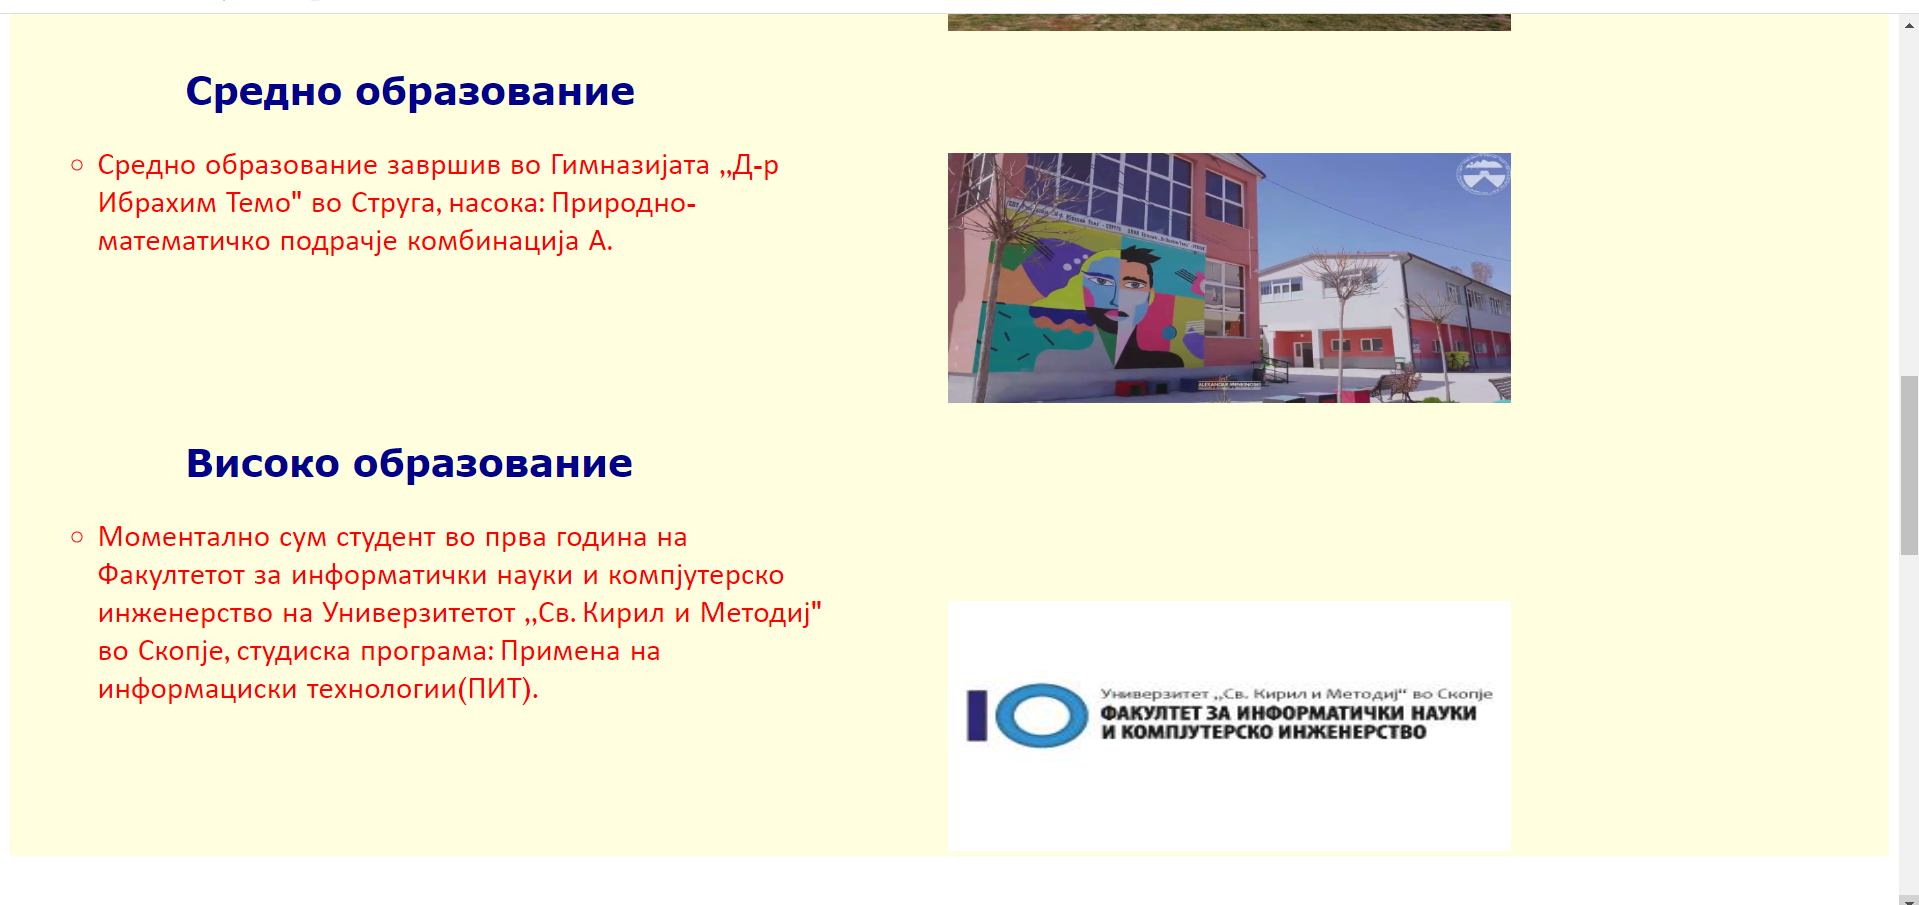 Средно образование
Средно образование завршив во Гимназијата ,,Д-р
Ибрахим Темо" во Струга, насока: Природно-
математичко подрачје комбинација А.
Високо образование
Моментално сум студент во прва година на
Факултетот за информатички науки и компјутерско
инженерство на Универзитетот ,,Св. Кирил и Методиј"
во Скопје, студиска програма: Примена на
информациски технологии(ПИТ).
Универзитет ,,Св. Кирил и Методиј“ во Скопје
ФАКУЛТЕТ ЗА ИНФОРМАТИЧКИ НАУКИ
И КОМПЈУТЕРСКО ИНЖЕНЕРСТВО